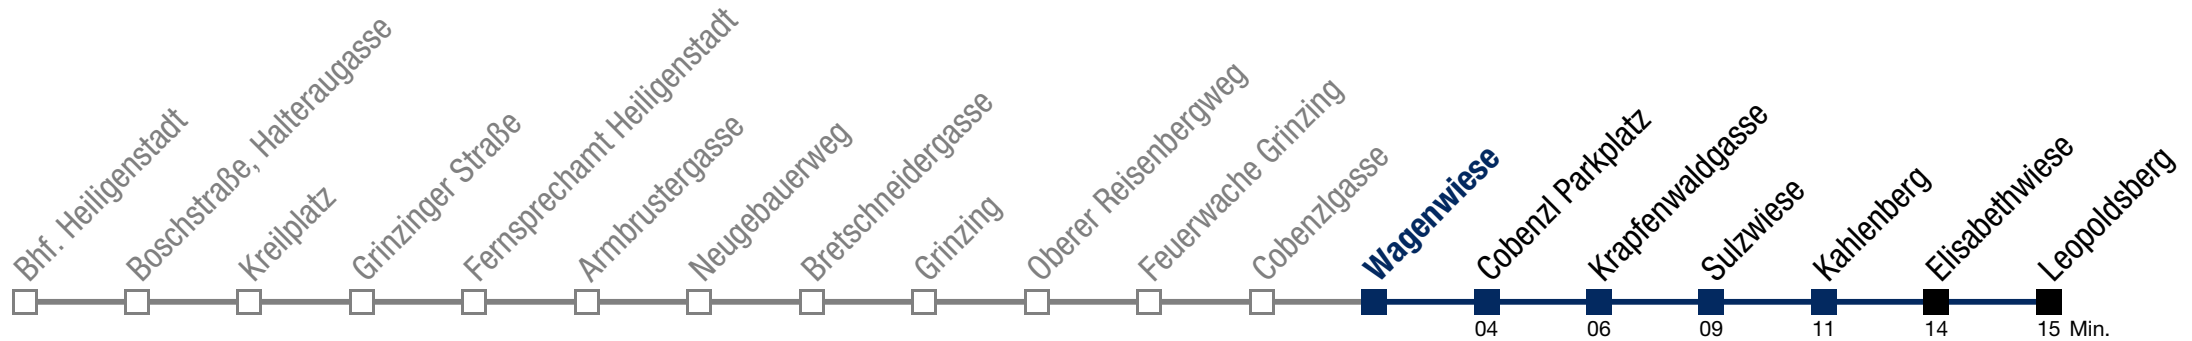 Bhf. Heiligenstadt
Boschstraße, Halteraugasse
Kreilplatz
Grinzinger Straße
Fernsprechamt Heiligenstadt
Armbrustergasse
Neugebauerweg
Bretschneidergasse
Grinzing
Oberer Reisenbergweg
Feuerwache Grinzing
Cobenzlgasse
Wagenwiese
Cobenzl Parkplatz
Krapfenwaldgasse
Sulzwiese
Kahlenberg
Elisabethwiese
Leopoldsberg
04 06 09 11 14 15 Min.